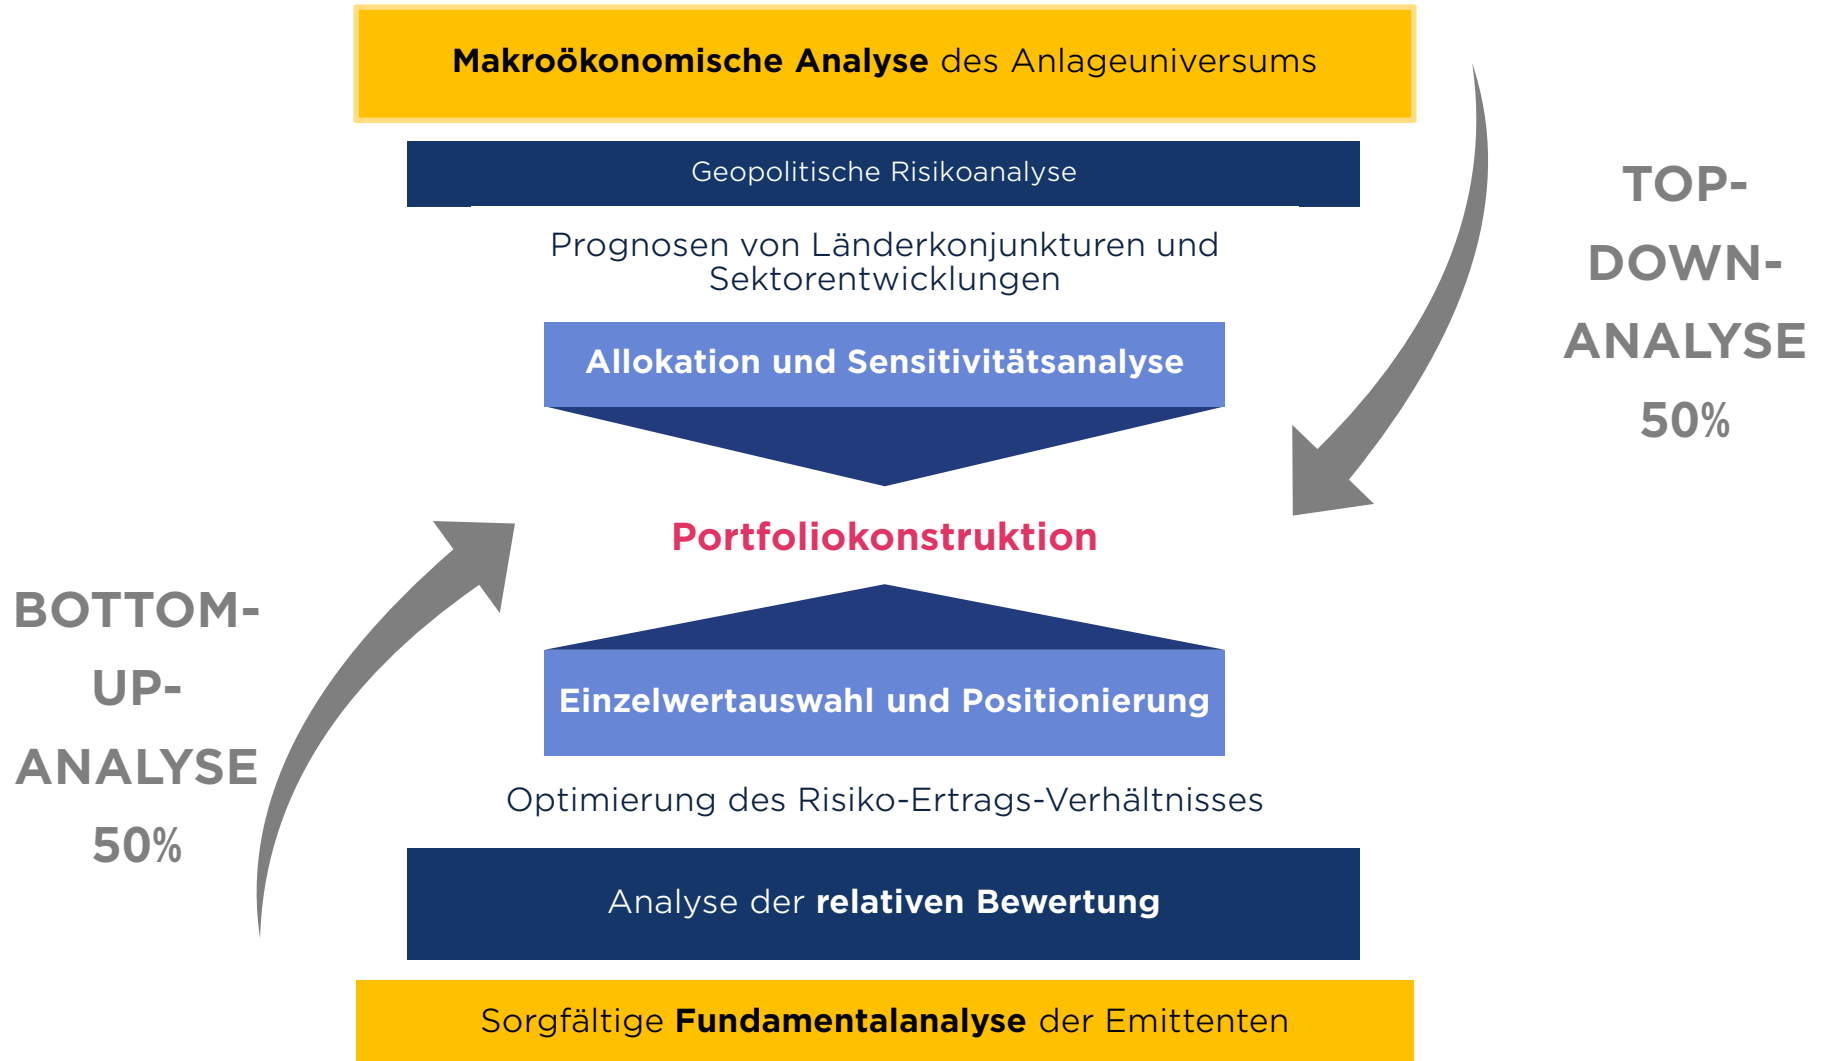 Makroökonomische Analyse des Anlageuniversums
Geopolitische Risikoanalyse
Prognosen von Länderkonjunkturen und
Sektorentwicklungen
Allokation und Sensitivitätsanalyse
TOP-
DOWN-
ANALYSE
50%
Portfoliokonstruktion
BOTTOM-
UP-
ANALYSE
50%
Einzelwertauswahl und Positionierung
Optimierung des Risiko-Ertrags-Verhältnisses
Analyse der relativen Bewertung
Sorgfältige Fundamentalanalyse der Emittenten